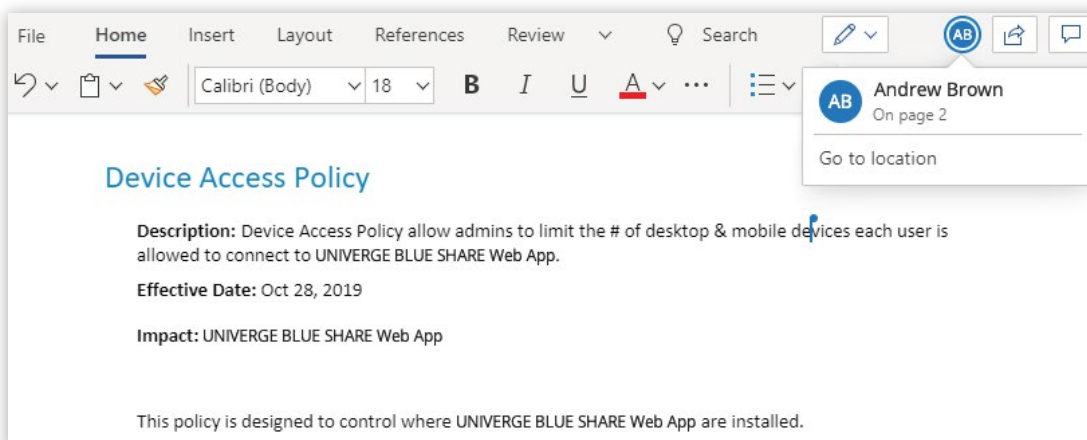 File Home Insert Layout References Review Search AB
Calibri (Body) 18 B I U A ...
AB Andrew Brown
On page 2
Go to location
Device Access Policy
Description: Device Access Policy allow admins to limit the # of desktop & mobile devices each user is
allowed to connect to UNIVERGE BLUE SHARE Web App.
Effective Date: Oct 28, 2019
Impact: UNIVERGE BLUE SHARE Web App
This policy is designed to control where UNIVERGE BLUE SHARE Web App are installed.